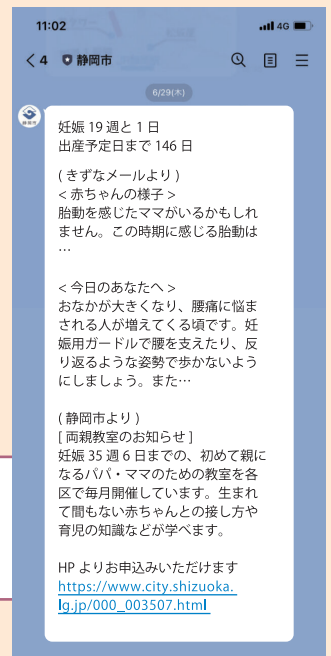 11:02
4G
4 静岡市
6/29(木)
妊娠 19 週と 1 日
出産予定日まで 146 日
( きずなメールより )
< 赤ちゃんの様子 >
胎動を感じたママがいるかもしれ
ません。この時期に感じる胎動は
…
< 今日のあなたへ >
おなかが大きくなり、腰痛に悩ま
される人が増えてくる頃です。妊
娠用ガードルで腰を支えたり、反
り返るような姿勢で歩かないよう
にしましょう。また…
( 静岡市より )
[ 両親教室のお知らせ ]
妊娠 35 週 6 日までの、初めて親に
なるパパ・ママのための教室を各
区で毎月開催しています。生まれ
て間もない赤ちゃんとの接し方や
育児の知識などが学べます。
HP よりお申込みいただけます
https://www.city.shizuoka.
lg.jp/000_003507.html